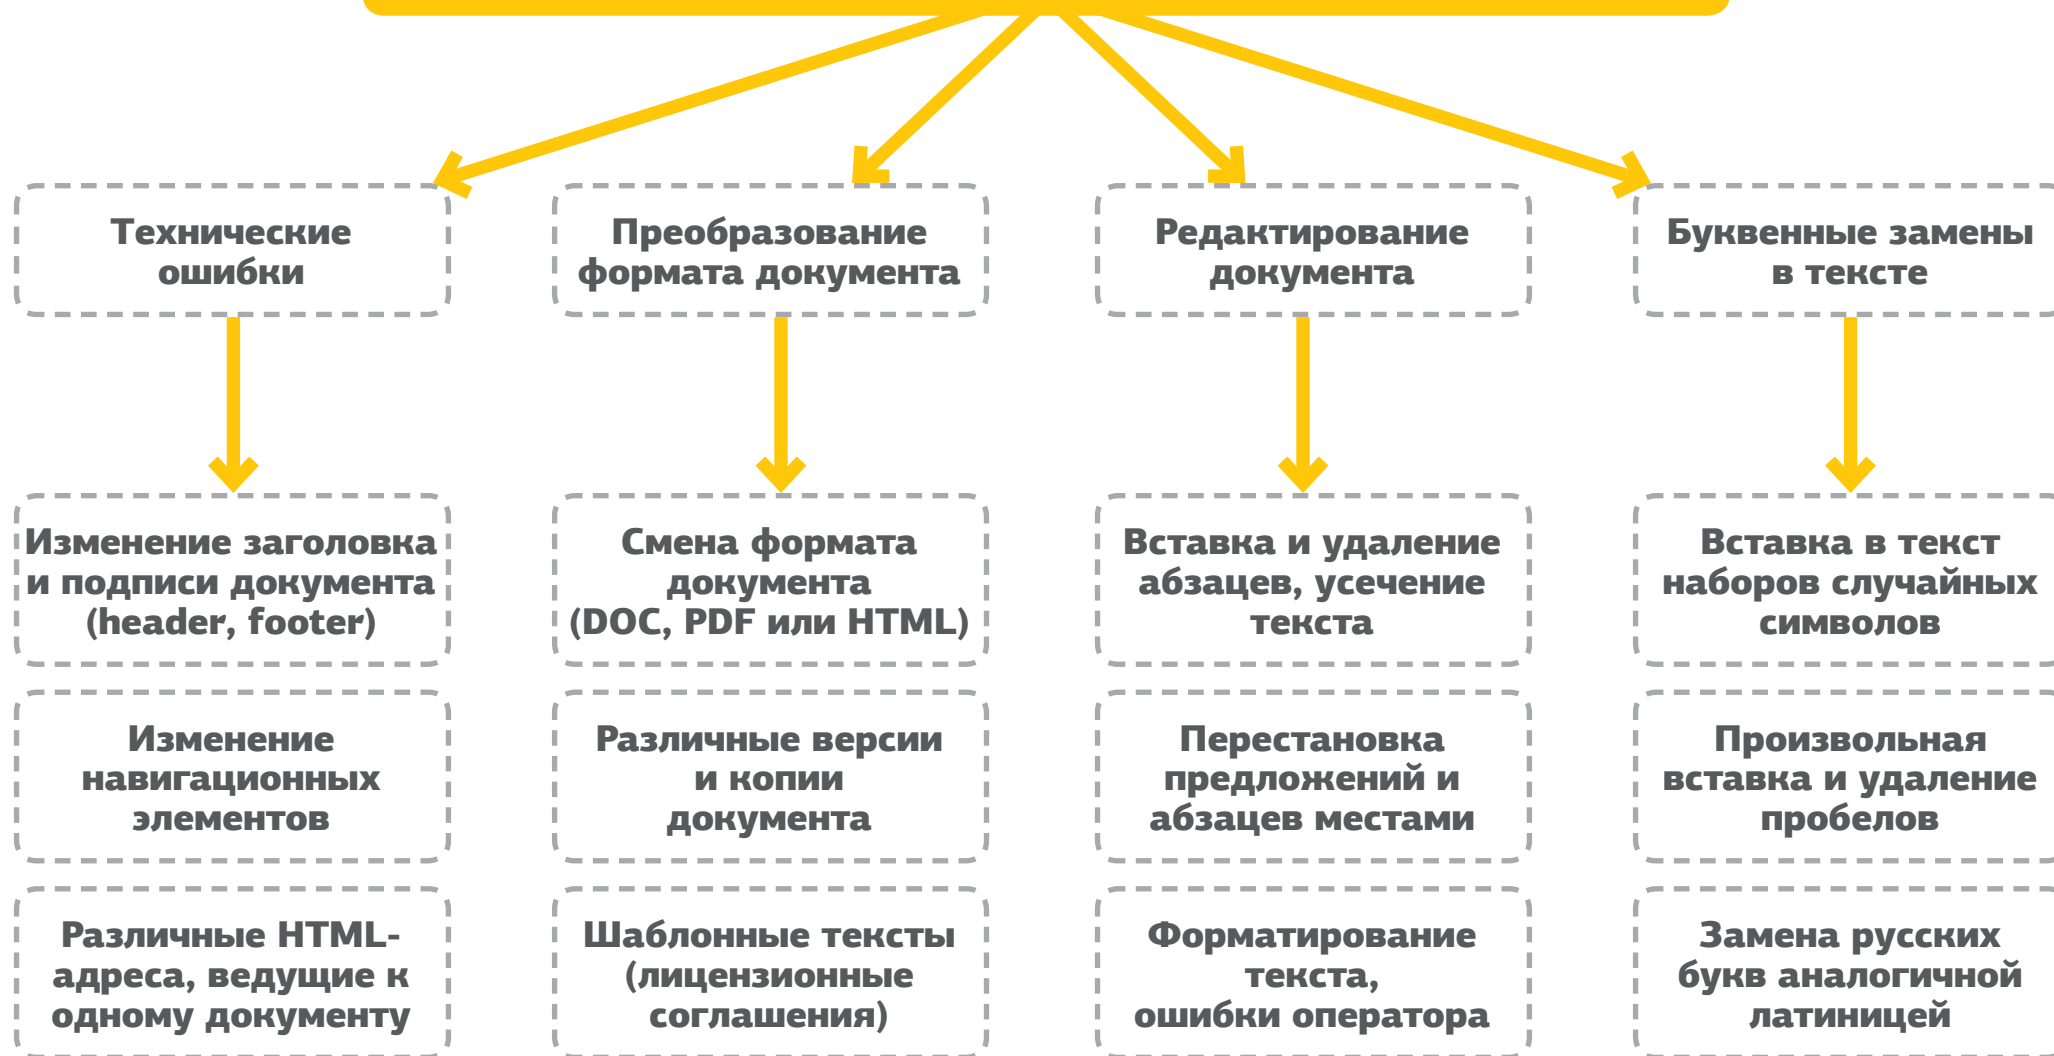 Технические
ошибки
Преобразование
формата документа
Редактирование
документа
Буквенные замены
в тексте
Изменение заголовка
и подписи документа
(header, footer)
Смена формата
документа
(DOC, PDF или HTML)
Вставка и удаление
абзацев, усечение
текста
Вставка в текст
наборов случайных
символов
Изменение
навигационных
элементов
Различные версии
и копии
документа
Перестановка
предложений и
абзацев местами
Произвольная
вставка и удаление
пробелов
Различные HTML-
адреса, ведущие к
одному документу
Шаблонные тексты
(лицензионные
соглашения)
Форматирование
текста,
ошибки оператора
Замена русских
букв аналогичной
латиницей